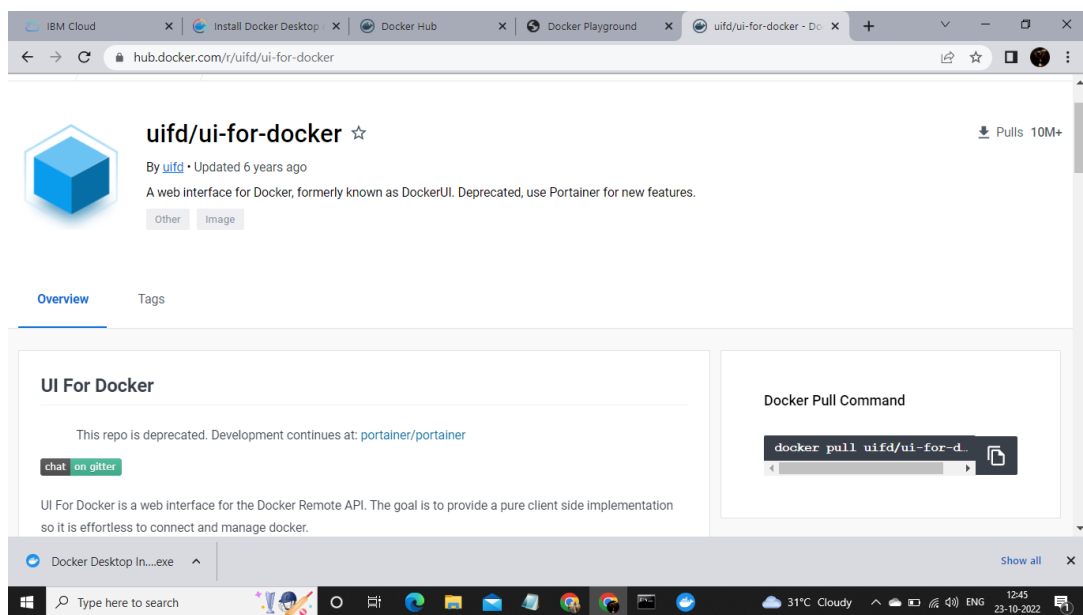 IBM Cloud
Install Docker Desktop
Docker Hub
Docker Playground
uifd/ui-for-docker - Do
hub.docker.com/r/uifd/ui-for-docker
uifd/ui-for-docker
Pulls 10M+
By uifd • Updated 6 years ago
A web interface for Docker, formerly known as DockerUI. Deprecated, use Portainer for new features.
Other Image
Overview Tags
UI For Docker
This repo is deprecated. Development continues at: portainer/portainer
chat on gitter
UI For Docker is a web interface for the Docker Remote API. The goal is to provide a pure client side implementation
so it is effortless to connect and manage docker.
Docker Pull Command
docker pull uifd/ui-for-d…
Docker Desktop In....exe
Show all
Type here to search
31°C Cloudy
ENG
12:45
23-10-2022